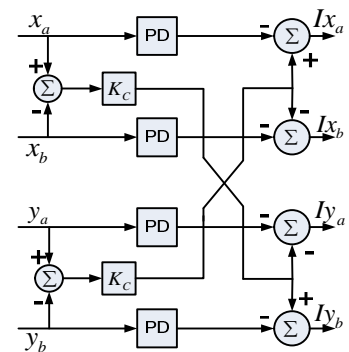 x_a PD - Σ Ix_a
+ +
Σ K_C
- -
x_b PD - Σ Ix_b
y_a PD - Σ Iy_a
+ -
Σ K_C
- +
y_b PD - Σ Iy_b